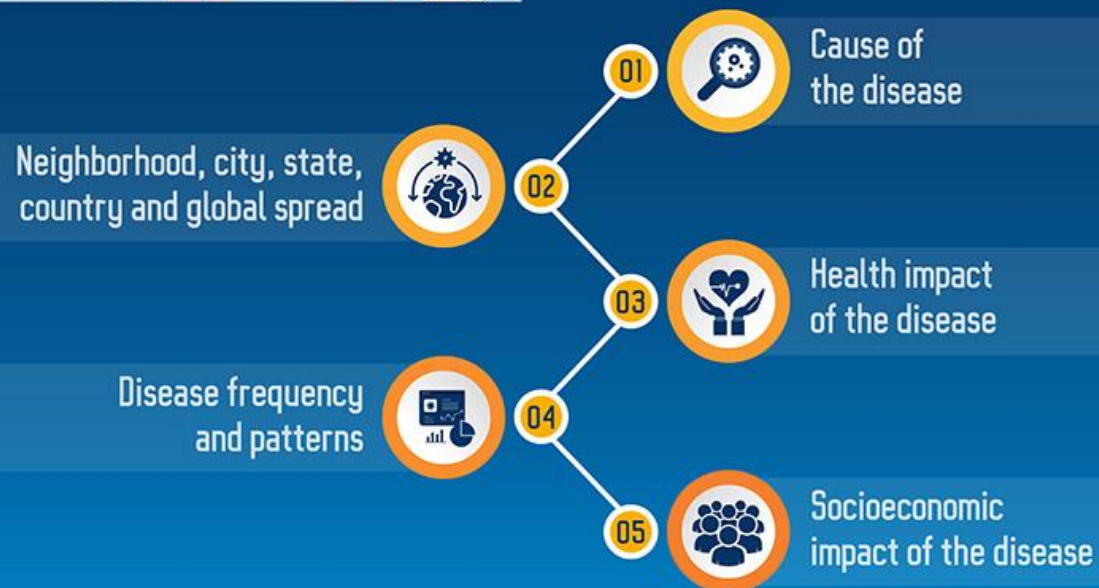 01
Cause of
the disease
Neighborhood, city, state,
country and global spread
02
03
Health impact
of the disease
Disease frequency
and patterns
04
05
Socioeconomic
impact of the disease